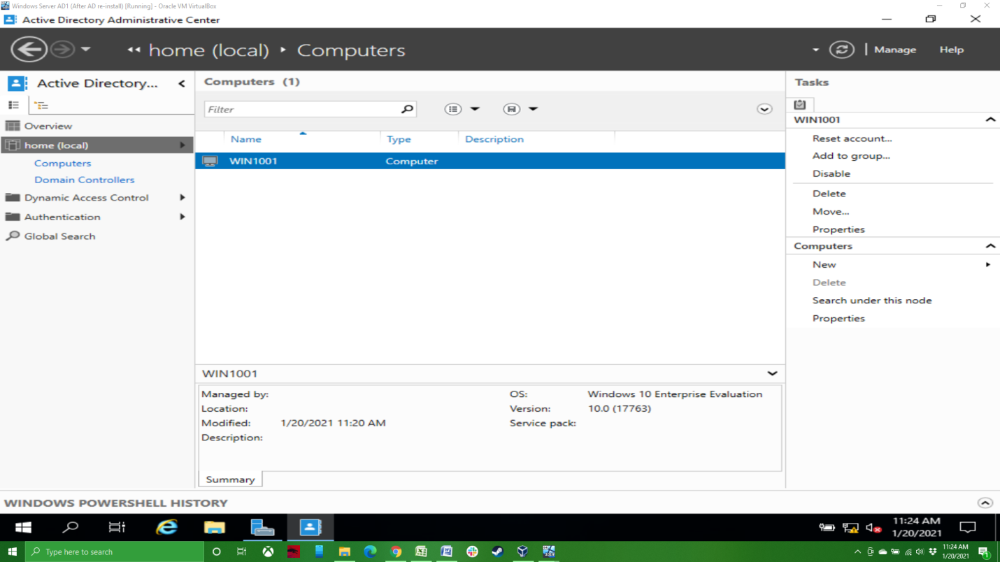 Windows Server AD1 (After AD re-install) [Running] - Oracle VM VirtualBox
Active Directory Administrative Center
home (local) Computers
Manage Help
Active Directory...
Overview
home (local)
Computers
Domain Controllers
Dynamic Access Control
Authentication
Global Search
Computers (1)
Filter
Name Type Description
WIN1001 Computer
WIN1001
Managed by:
Location:
Modified: 1/20/2021 11:20 AM
Description:
OS: Windows 10 Enterprise Evaluation
Version: 10.0 (17763)
Service pack:
Summary
Tasks
WIN1001
Reset account...
Add to group...
Disable
Delete
Move...
Properties
Computers
New
Delete
Search under this node
Properties
WINDOWS POWERSHELL HISTORY
11:24 AM
1/20/2021
Type here to search
11:24 AM
1/20/2021